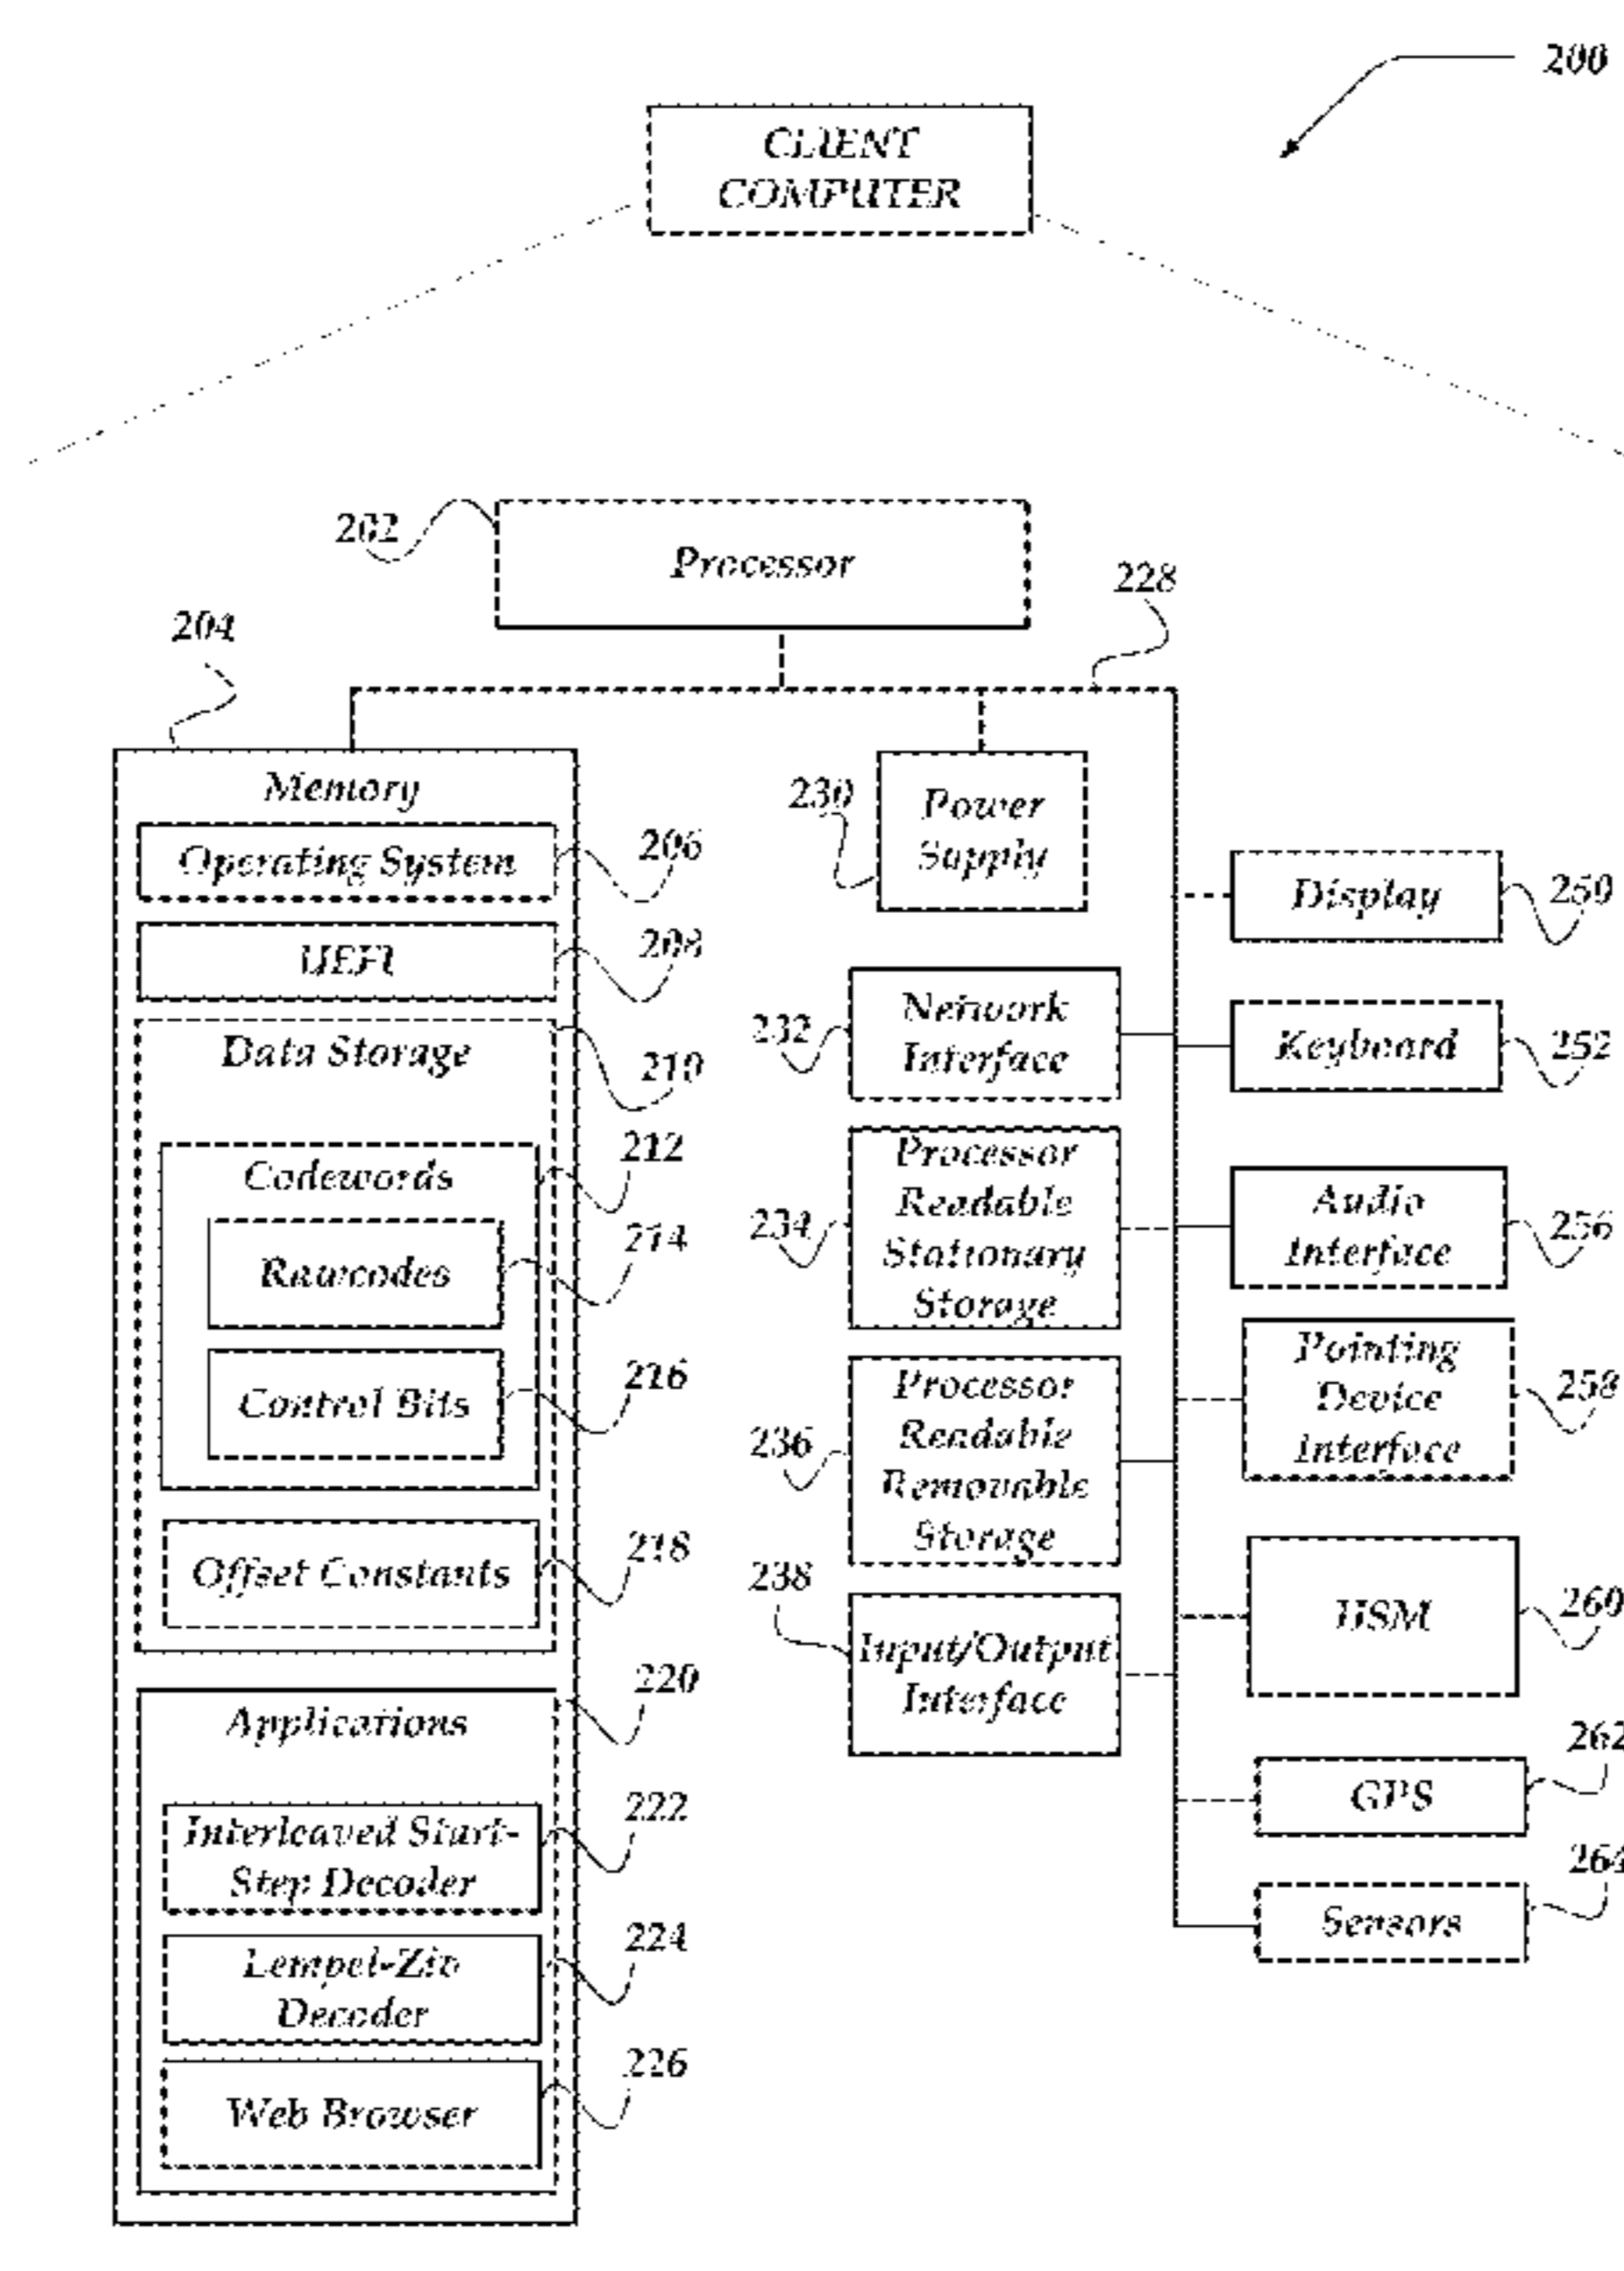 200
CLIENT
COMPUTER
202
Processor
228
204
Memory
Operating System
206
UEFI
208
Data Storage
210
Codewords
212
Rawcodes
214
Control Bits
216
Offset Constants
218
Applications
220
Interleaved Start-
Step Decoder
222
Lempel-Ziv
Decoder
224
Web Browser
226
230
Power
Supply
232
Network
Interface
234
Processor
Readable
Stationary
Storage
236
Processor
Readable
Removable
Storage
238
Input/Output
Interface
Display
250
Keyboard
252
Audio
Interface
256
Pointing
Device
Interface
258
HSM
260
GPS
262
Sensors
264